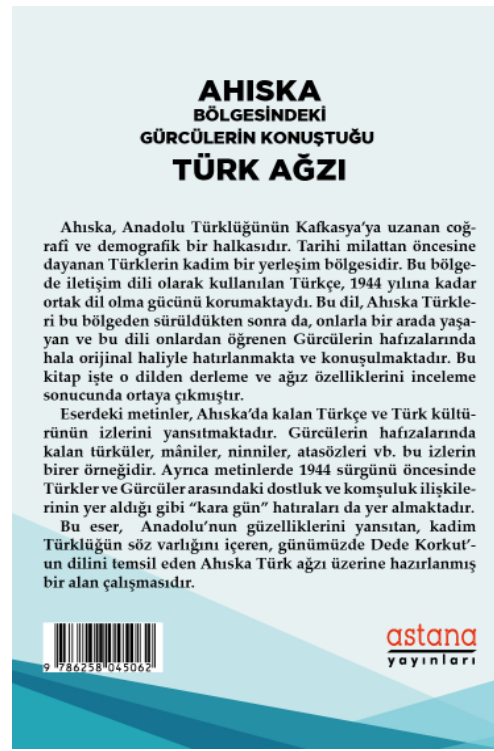 AHISKA
BÖLGESİNDEKİ
GÜRCÜLERİN KONUŞTUĞU
TÜRK AĞZI
Ahıska, Anadolu Türklüğünün Kafkasya'ya uzanan coğ-
rafî ve demografik bir halkasıdır. Tarihi milattan öncesine
dayanan Türklerin kadim bir yerleşim bölgesidir. Bu bölge-
de iletişim dili olarak kullanılan Türkçe, 1944 yılına kadar
ortak dil olma gücünü korumaktaydı. Bu dil, Ahıska Türkle-
ri bu bölgeden sürüldükten sonra da, onlarla bir arada yaşa-
yan ve bu dili onlardan öğrenen Gürcülerin hafızalarında
hala orijinal haliyle hatırlanmakta ve konuşulmaktadır. Bu
kitap işte o dilden derleme ve ağız özelliklerini inceleme
sonucunda ortaya çıkmıştır.
Eserdeki metinler, Ahıska'da kalan Türkçe ve Türk kültü-
rünün izlerini yansıtmaktadır. Gürcülerin hafızalarında
kalan türküler, mâniler, ninniler, atasözleri vb. bu izlerin
birer örneğidir. Ayrıca metinlerde 1944 sürgünü öncesinde
Türkler ve Gürcüler arasındaki dostluk ve komşuluk ilişkile-
rinin yer aldığı gibi "kara gün" hatıraları da yer almaktadır.
Bu eser, Anadolu'nun güzelliklerini yansıtan, kadim
Türklüğün söz varlığını içeren, günümüzde Dede Korkut'-
un dilini temsil eden Ahıska Türk ağzı üzerine hazırlanmış
bir alan çalışmasıdır.
9 786258 045062
astana
yayınları